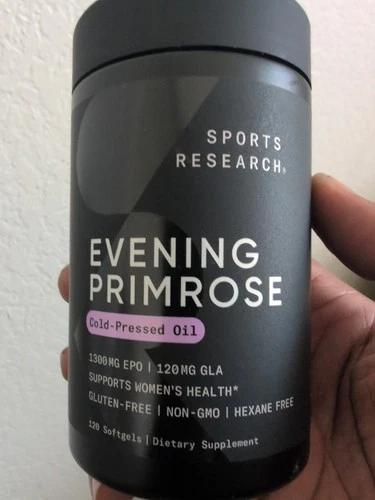 SPORTS
RESEARCH®
EVENING
PRIMROSE
Cold-Pressed Oil
1300MG EPO | 120MG GLA
SUPPORTS WOMEN'S HEALTH*
GLUTEN-FREE | NON-GMO | HEXANE FREE
120 Softgels | Dietary Supplement